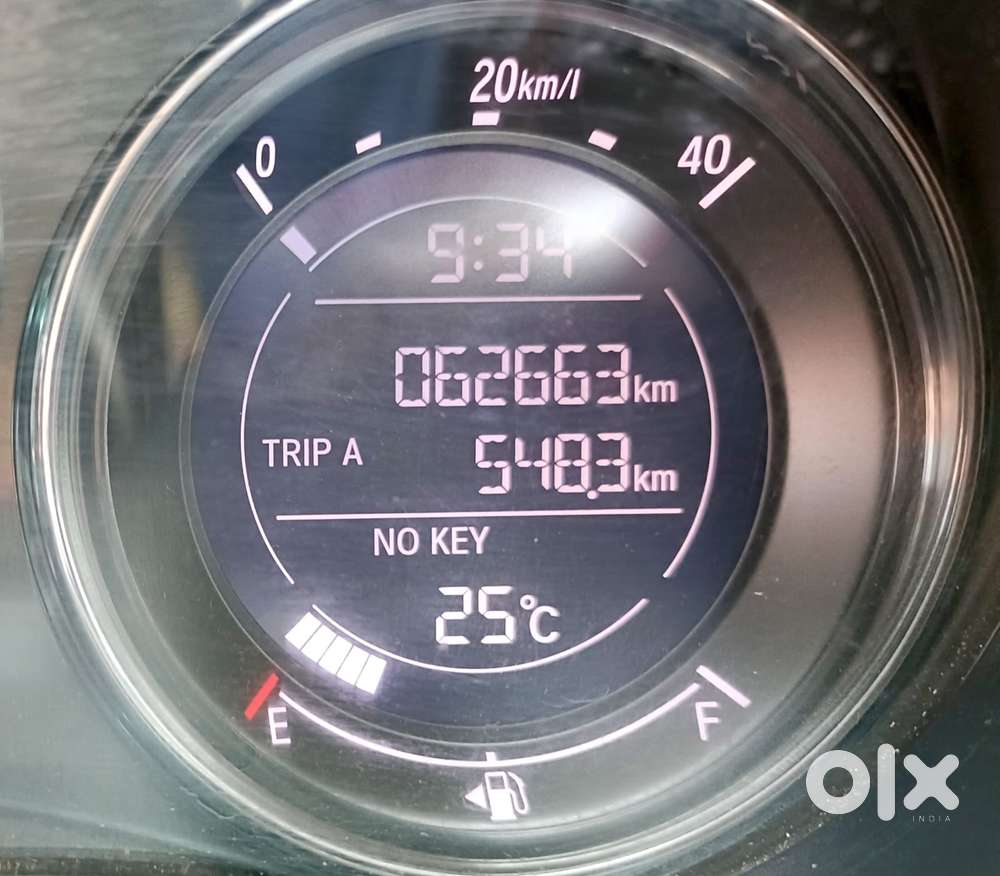 20km/l
0
40
9:34
062663km
TRIP A 548.3km
NO KEY
25°C
E
F
olx
INDIA